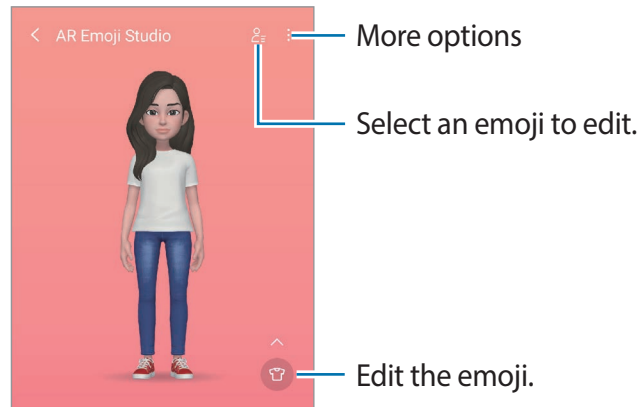 AR Emoji Studio
More options
Select an emoji to edit.
Edit the emoji.